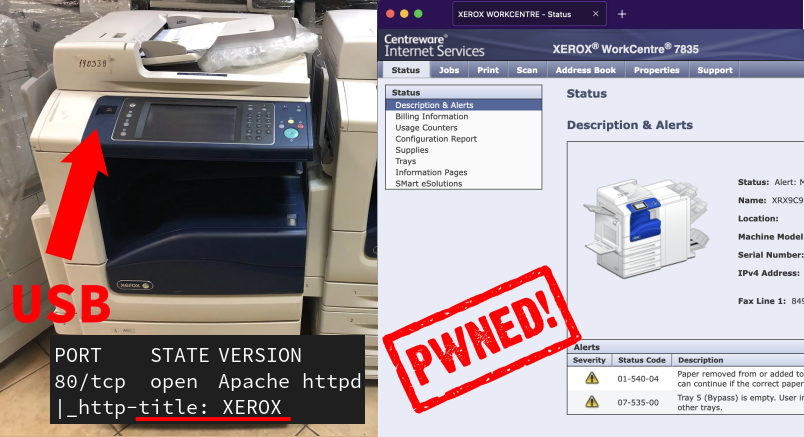 140338
xerox
USB
PORT STATE VERSION
80/tcp open Apache httpd
|_http-title: XEROX
XEROX WORKCENTRE - Status × +
Centreware®
Internet Services
XEROX® WorkCentre® 7835
Status Jobs Print Scan Address Book Properties Support
Status
Description & Alerts
Billing Information
Usage Counters
Configuration Report
Supplies
Trays
Information Pages
SMart eSolutions
Status
Description & Alerts
Status: Alert: M
Name: XRX9C9
Location:
Machine Model
Serial Number:
IPv4 Address:
Fax Line 1: 849
PWNED!
Alerts
Severity Status Code Description
01-540-04 Paper removed from or added to
can continue if the correct paper
07-535-00 Tray 5 (Bypass) is empty. User in
other trays.